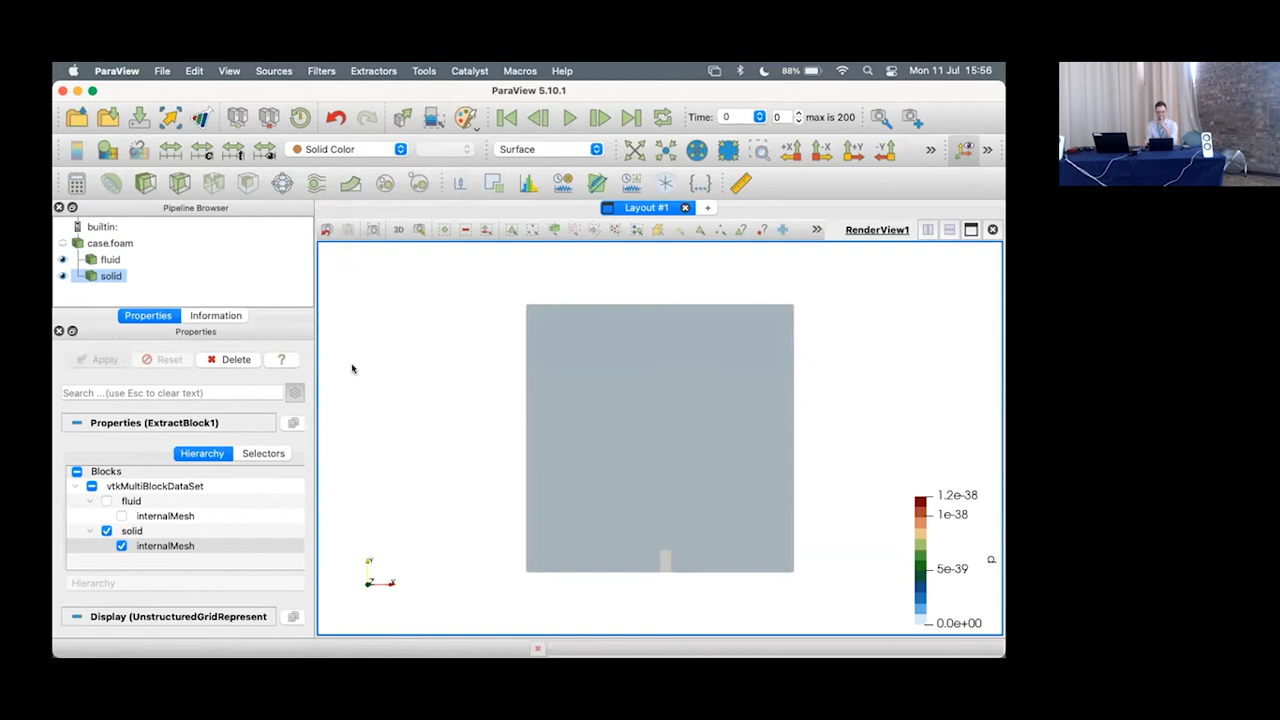 ParaView File Edit View Sources Filters Extractors Tools Catalyst Macros Help 88% Mon 11 Jul 15:56
ParaView 5.10.1
Time: 0 0 max is 200
Solid Color Surface +X -X +Y -Y »  »
Pipeline Browser
Layout #1 +
builtin:
3D » RenderView1
case.foam
fluid
solid
Properties Information
Properties
Apply Reset Delete ?
Search ... (use Esc to clear text)
Properties (ExtractBlock1)
Hierarchy Selectors
Blocks
vtkMultiBlockDataSet
fluid
internalMesh
solid
internalMesh
Hierarchy
Display (UnstructuredGridRepresent
Y
Z X
1.2e-38
1e-38
5e-39
0.0e+00
p